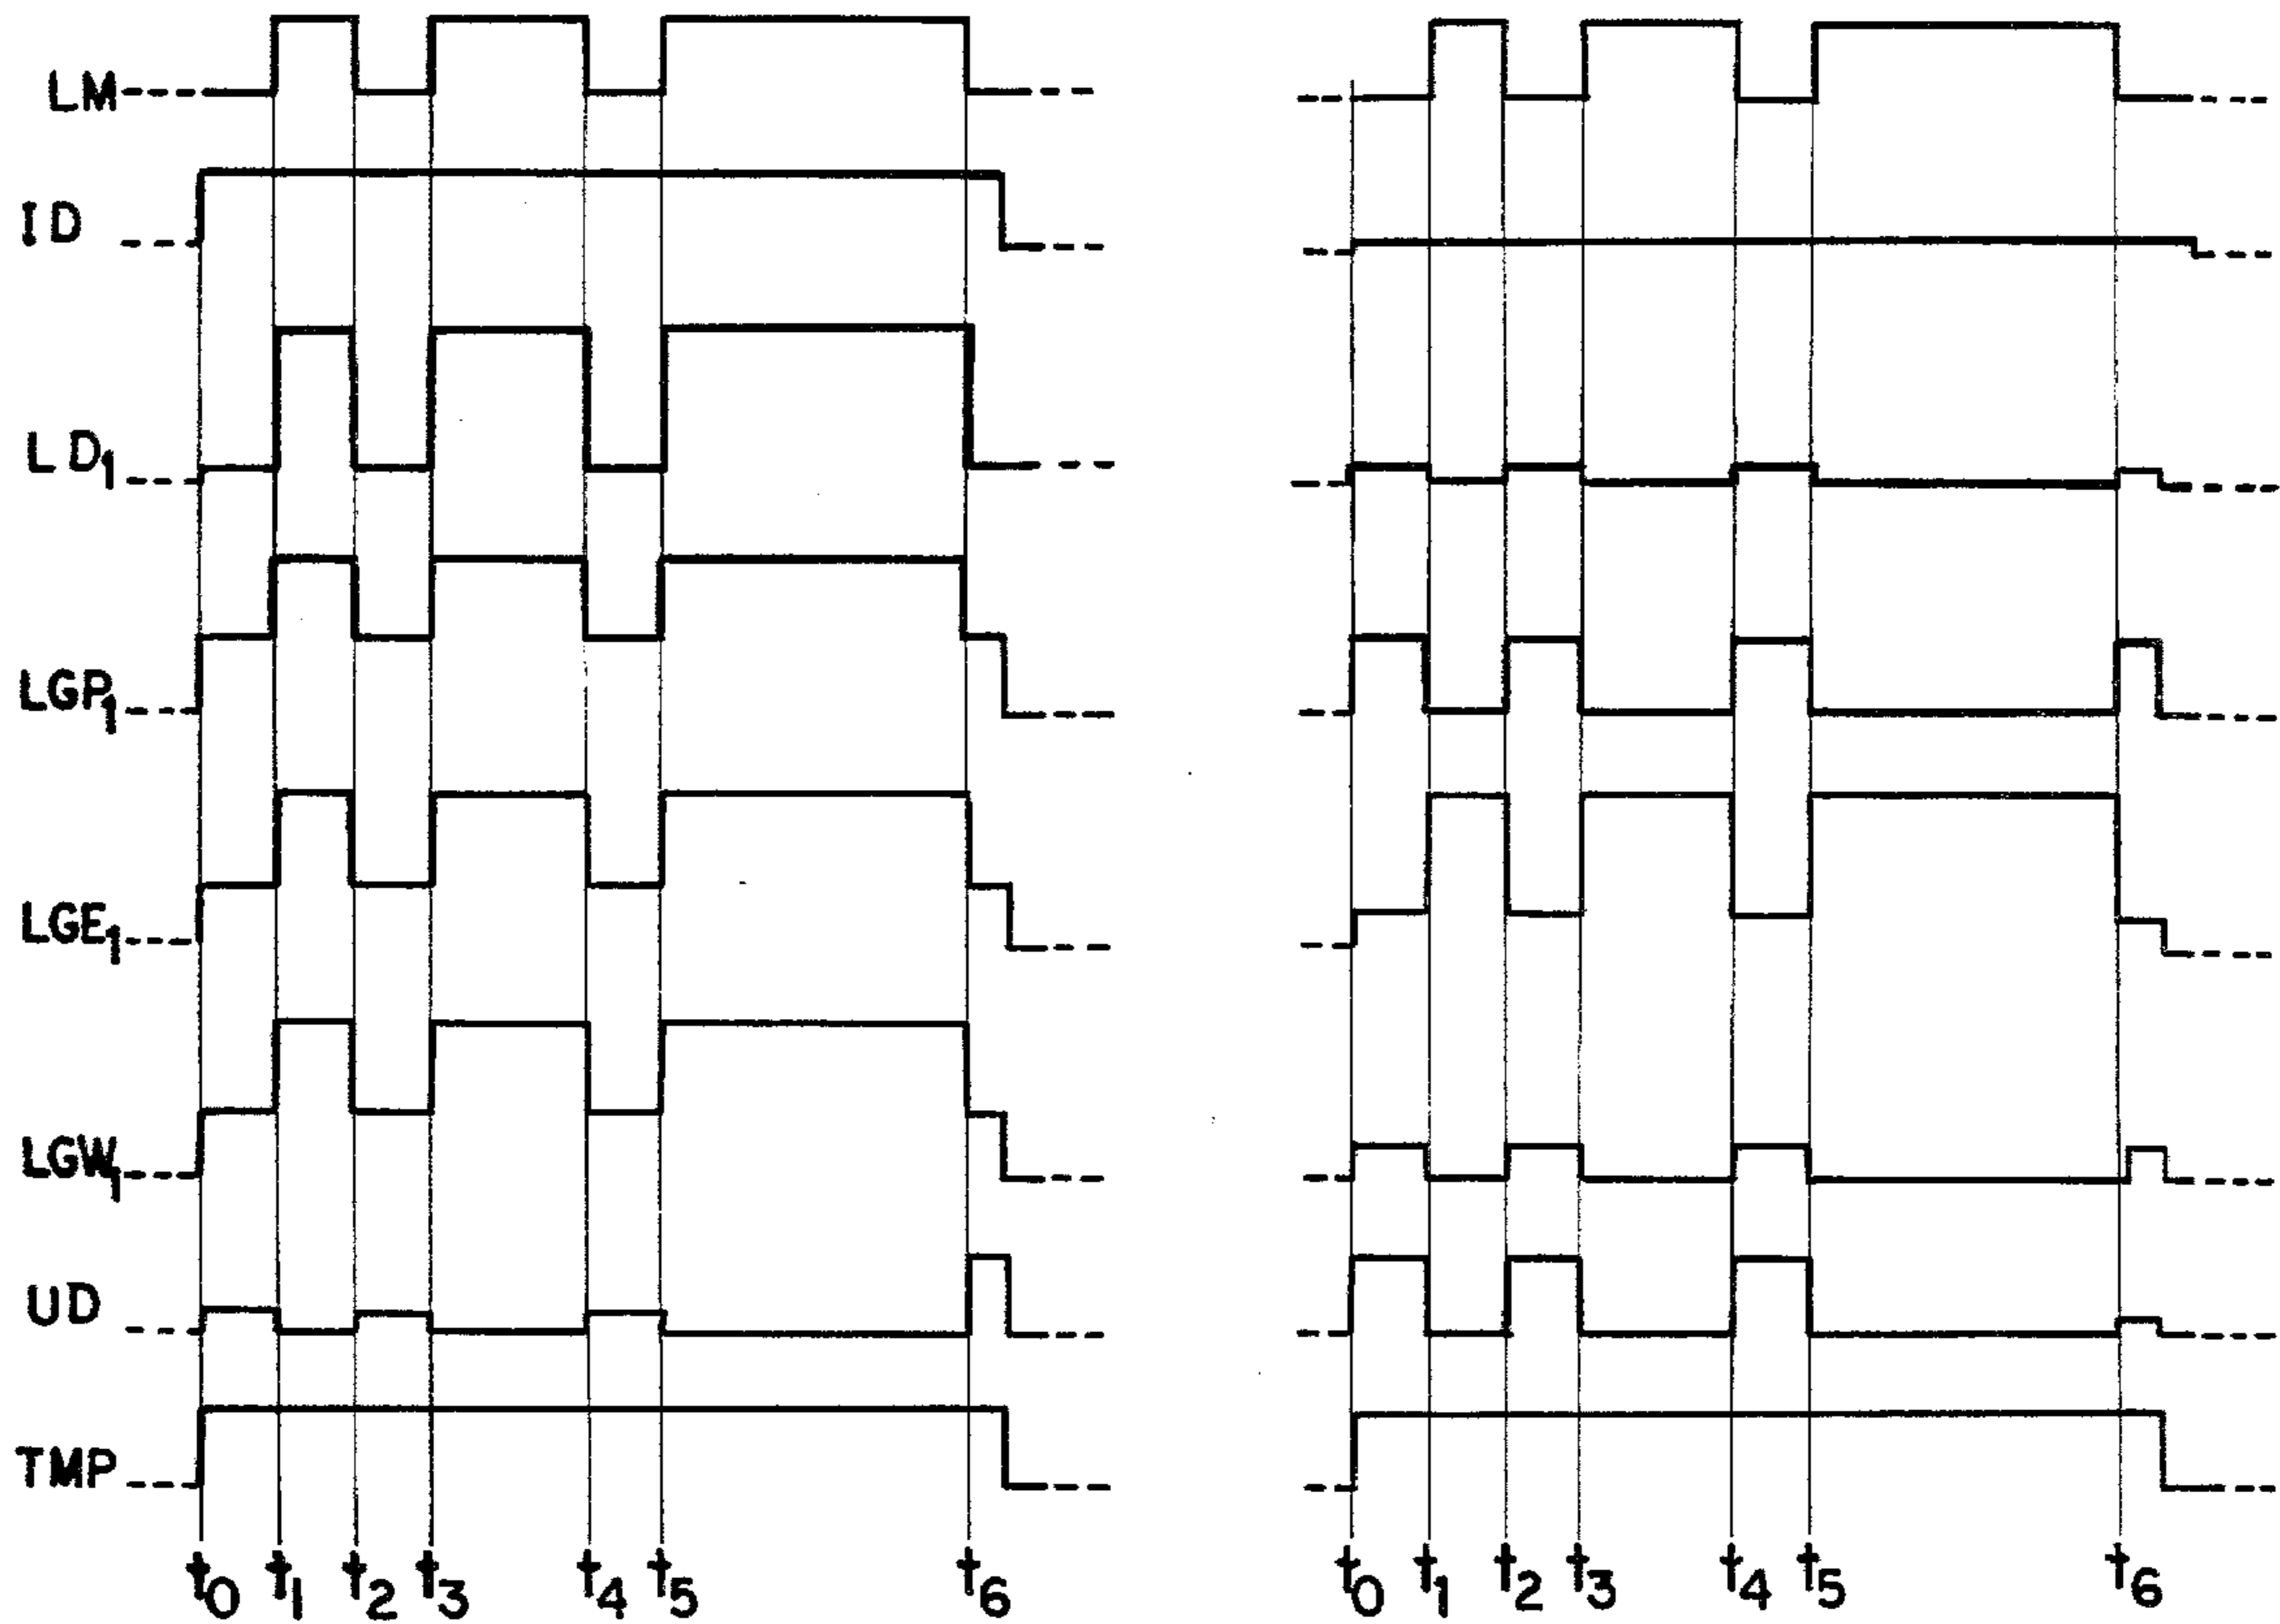 LM
ID
LD1
LGP1
LGE1
LGW1
UD
TMP
t0 t1 t2 t3 t4 t5 t6
t0 t1 t2 t3 t4 t5 t6